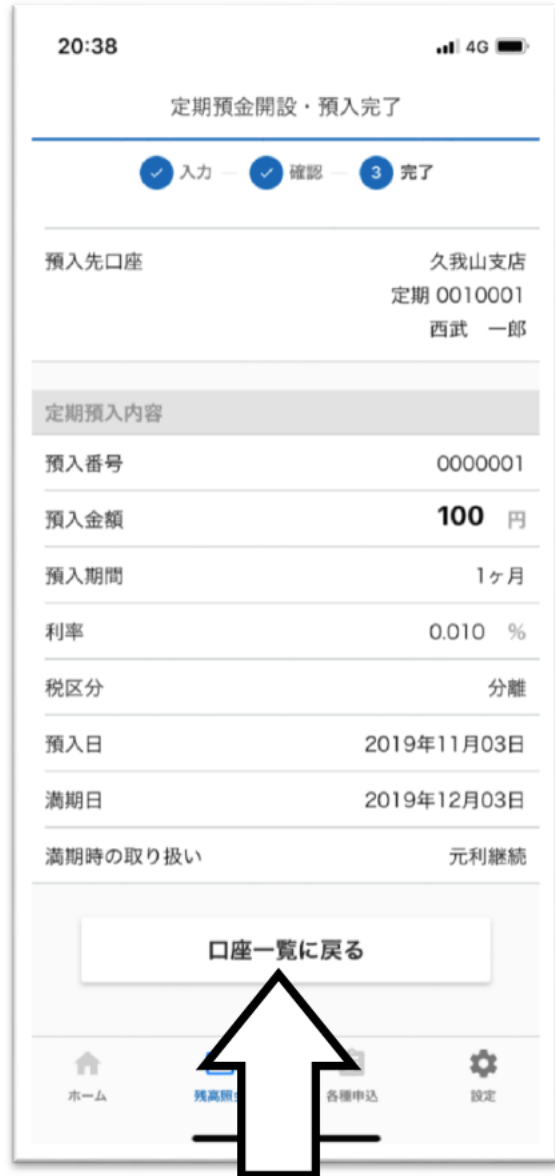 20:38 4G
定期預金開設・預入完了
入力 確認 3 完了
預入先口座 久我山支店
定期 0010001
西武 一郎
定期預入内容
預入番号 0000001
預入金額 100 円
預入期間 1ヶ月
利率 0.010 %
税区分 分離
預入日 2019年11月03日
満期日 2019年12月03日
満期時の取り扱い 元利継続
口座一覧に戻る
ホーム 残高照 各種申込 設定